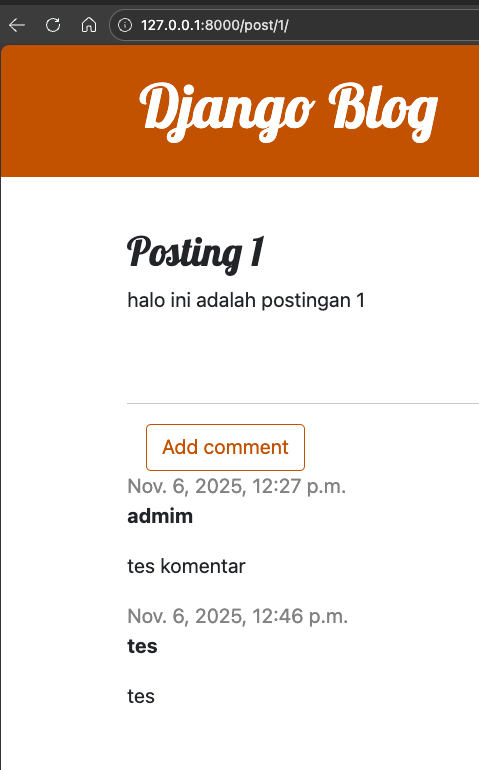 127.0.0.1:8000/post/1/
Django Blog
Posting 1
halo ini adalah postingan 1
Add comment
Nov. 6, 2025, 12:27 p.m.
admim
tes komentar
Nov. 6, 2025, 12:46 p.m.
tes
tes